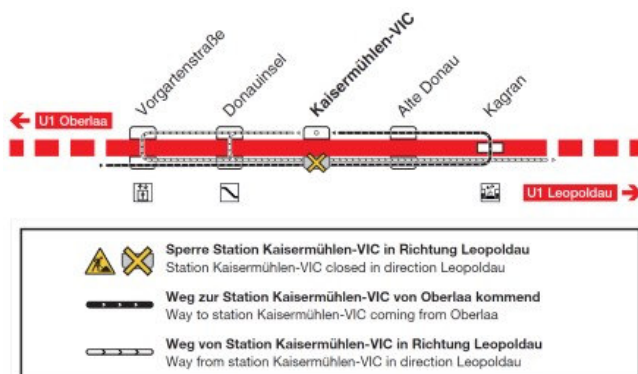 Vorgartenstraße
Donauinsel
Kaisermühlen-VIC
Alte Donau
Kagran
U1 Oberlaa
U1 Leopoldau
Sperre Station Kaisermühlen-VIC in Richtung Leopoldau
Station Kaisermühlen-VIC closed in direction Leopoldau
Weg zur Station Kaisermühlen-VIC von Oberlaa kommend
Way to station Kaisermühlen-VIC coming from Oberlaa
Weg von Station Kaisermühlen-VIC in Richtung Leopoldau
Way from station Kaisermühlen-VIC in direction Leopoldau